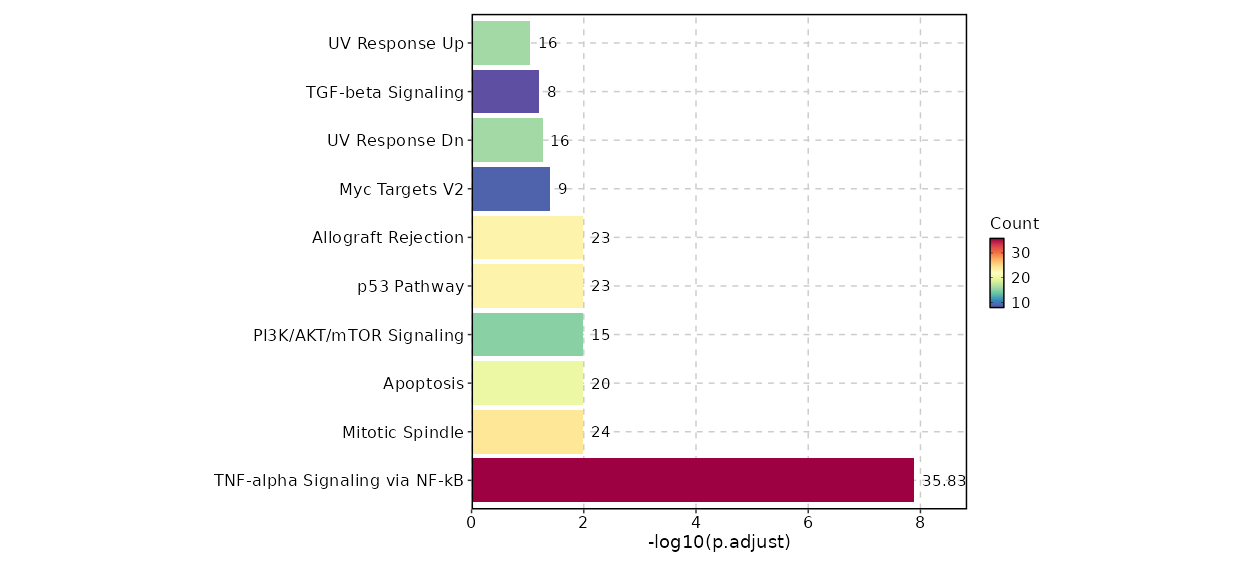 UV Response Up 16
TGF-beta Signaling 8
UV Response Dn 16
Myc Targets V2 9
Allograft Rejection 23
p53 Pathway 23
PI3K/AKT/mTOR Signaling 15
Apoptosis 20
Mitotic Spindle 24
TNF-alpha Signaling via NF-kB 35.83
0 2 4 6 8
-log10(p.adjust)
Count
30
20
10